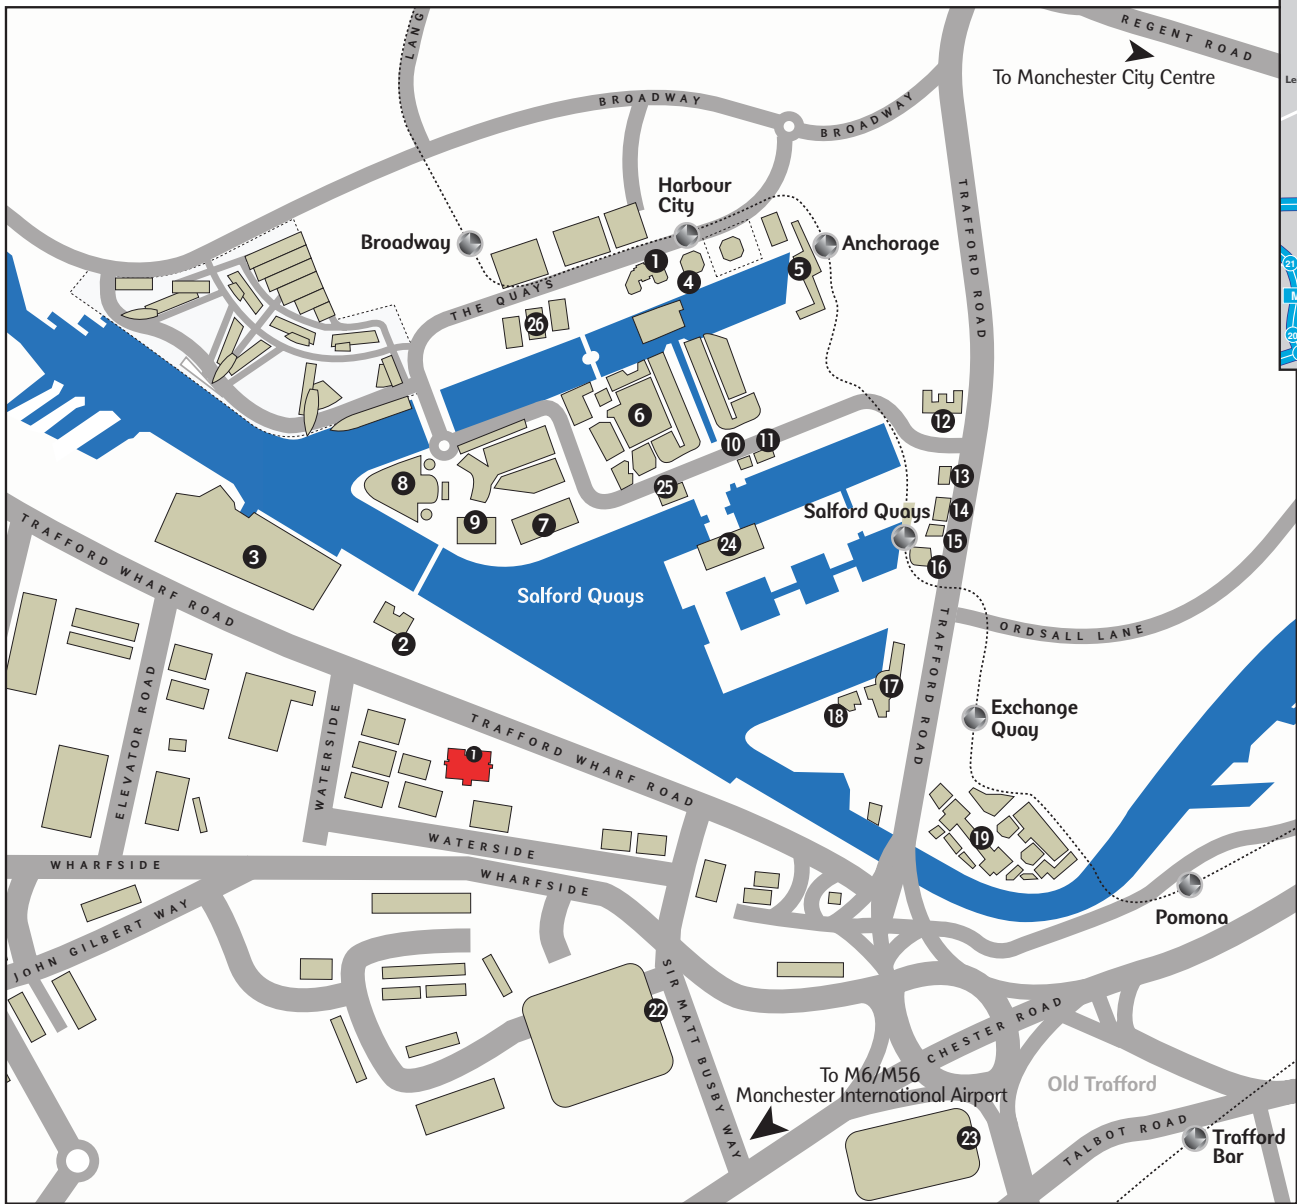 LANG
REGENT ROAD
To Manchester City Centre
Le
BROADWAY
BROADWAY
Harbour
City
Broadway
Anchorage
TRAFFORD ROAD
THE QUAYS
1
4
5
26
21
M
20
6
12
10
11
8
25
13
9
7
14
Salford Quays
24
15
16
3
TRAFFORD WHARF ROAD
Salford Quays
2
ORDSALL LANE
TRAFFORD ROAD
17
18
Exchange
Quay
ELEVATOR ROAD
WATERSIDE
1
TRAFFORD WHARF ROAD
19
WATERSIDE
WHARFSIDE
WHARFSIDE
Pomona
JOHN GILBERT WAY
SIR MATT BUSBY WAY
22
CHESTER ROAD
To M6/M56
Manchester International Airport
Old Trafford
TALBOT ROAD
23
Trafford
Bar